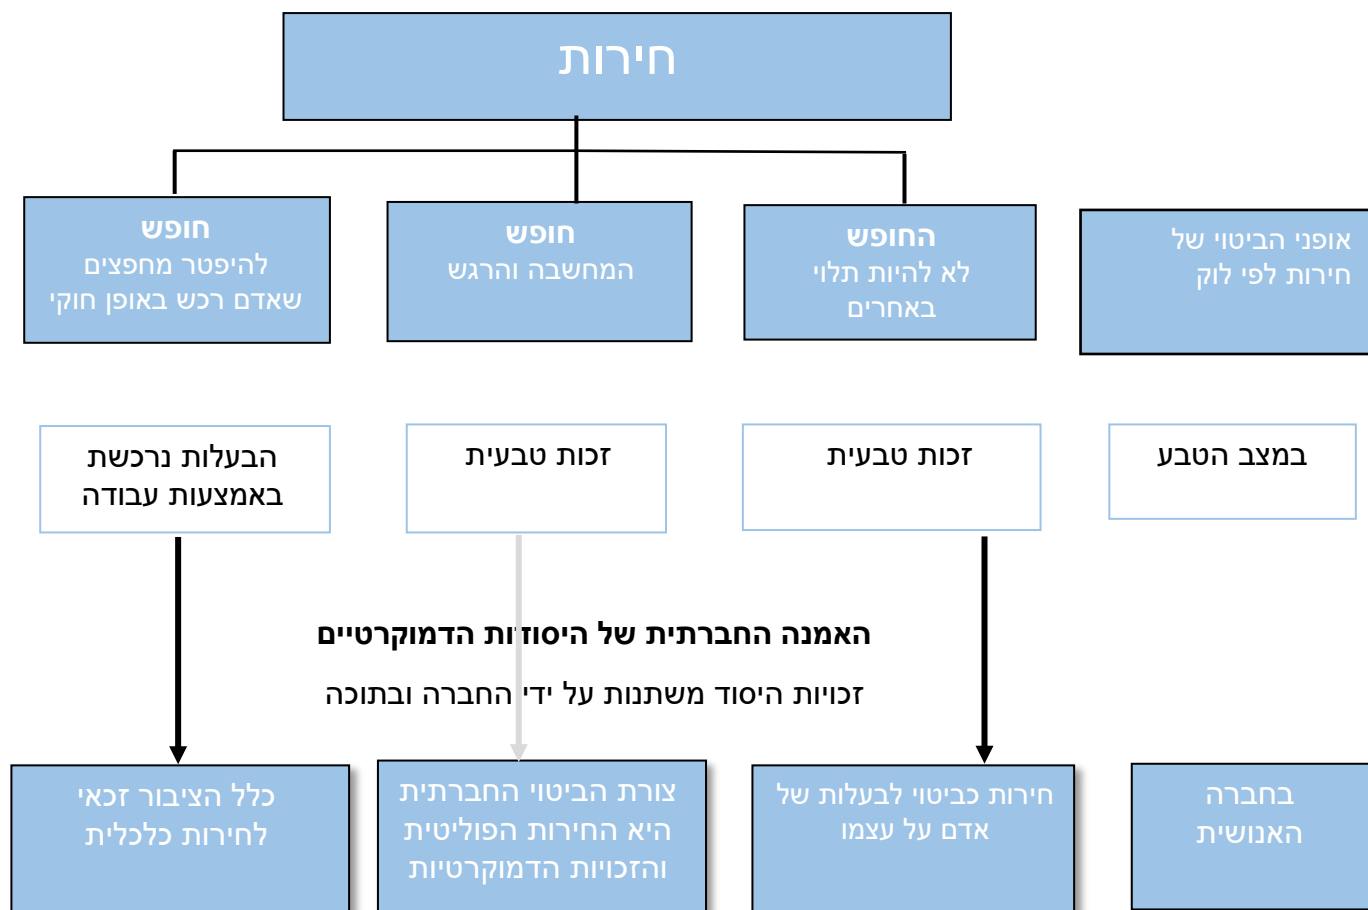 חירות
אופני הביטוי של
חירות לפי לוק
החופש
לא להיות תלוי
באחרים
חופש
המחשבה והרגש
חופש
להיפטר מחפצים
שאדם רכש באופן חוקי
במצב הטבע
זכות טבעית
זכות טבעית
הבעלות נרכשת
באמצעות עבודה
האמנה החברתית של היסודות הדמוקרטיים
זכויות היסוד משתנות על ידי החברה ובתוכה
בחברה
האנושית
חירות כביטוי לבעלות של
אדם על עצמו
צורת הביטוי החברתית
היא החירות הפוליטית
והזכויות הדמוקרטיות
כלל הציבור זכאי
לחירות כלכלית